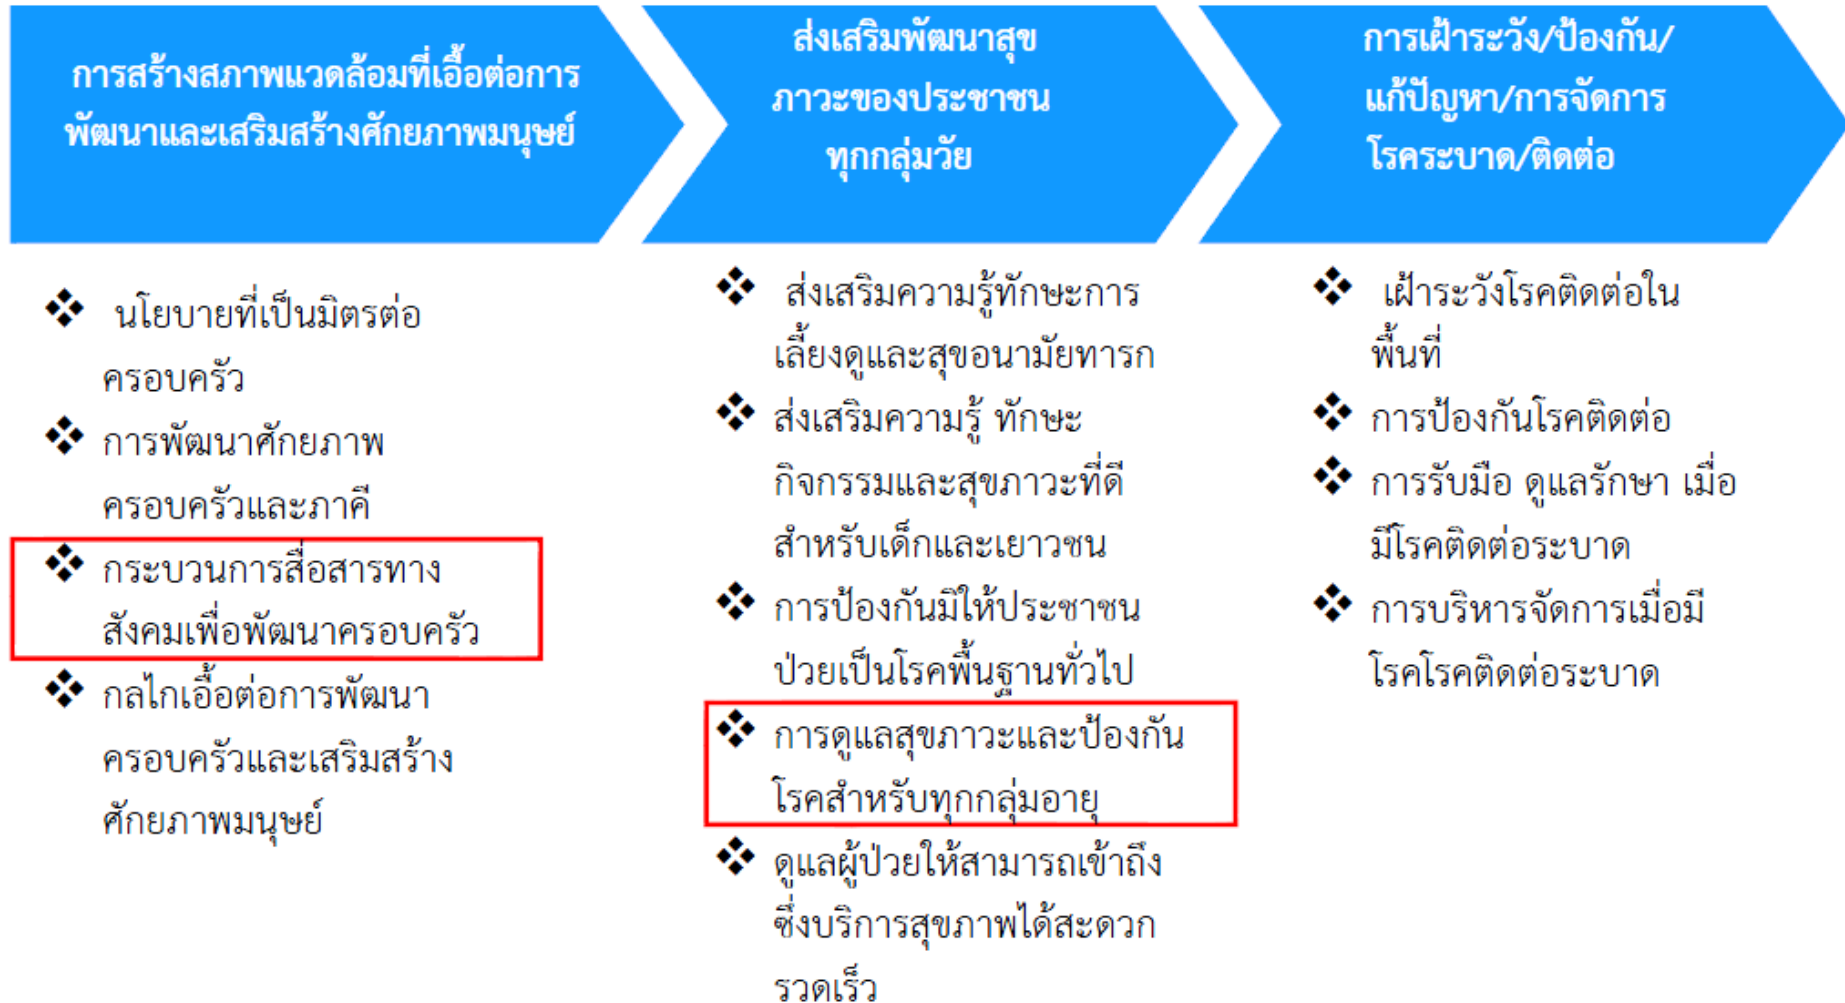 การสร้างสภาพแวดล้อมที่เอื้อต่อการ
พัฒนาและเสริมสร้างศักยภาพมนุษย์
ส่งเสริมพัฒนาสุข
ภาวะของประชาชน
ทุกกลุ่มวัย
การเฝ้าระวัง/ป้องกัน/
แก้ปัญหา/การจัดการ
โรคระบาด/ติดต่อ
นโยบายที่เป็นมิตรต่อ
ครอบครัว
การพัฒนาศักยภาพ
ครอบครัวและภาคี
กระบวนการสื่อสารทาง
สังคมเพื่อพัฒนาครอบครัว
กลไกเอื้อต่อการพัฒนา
ครอบครัวและเสริมสร้าง
ศักยภาพมนุษย์
ส่งเสริมความรู้ทักษะการ
เลี้ยงดูและสุขอนามัยทารก
ส่งเสริมความรู้ ทักษะ
กิจกรรมและสุขภาวะที่ดี
สำหรับเด็กและเยาวชน
การป้องกันมิให้ประชาชน
ป่วยเป็นโรคพื้นฐานทั่วไป
การดูแลสุขภาวะและป้องกัน
โรคสำหรับทุกกลุ่มอายุ
ดูแลผู้ป่วยให้สามารถเข้าถึง
ซึ่งบริการสุขภาพได้สะดวก
รวดเร็ว
เฝ้าระวังโรคติดต่อใน
พื้นที่
การป้องกันโรคติดต่อ
การรับมือ ดูแลรักษา เมื่อ
มีโรคติดต่อระบาด
การบริหารจัดการเมื่อมี
โรคโรคติดต่อระบาด